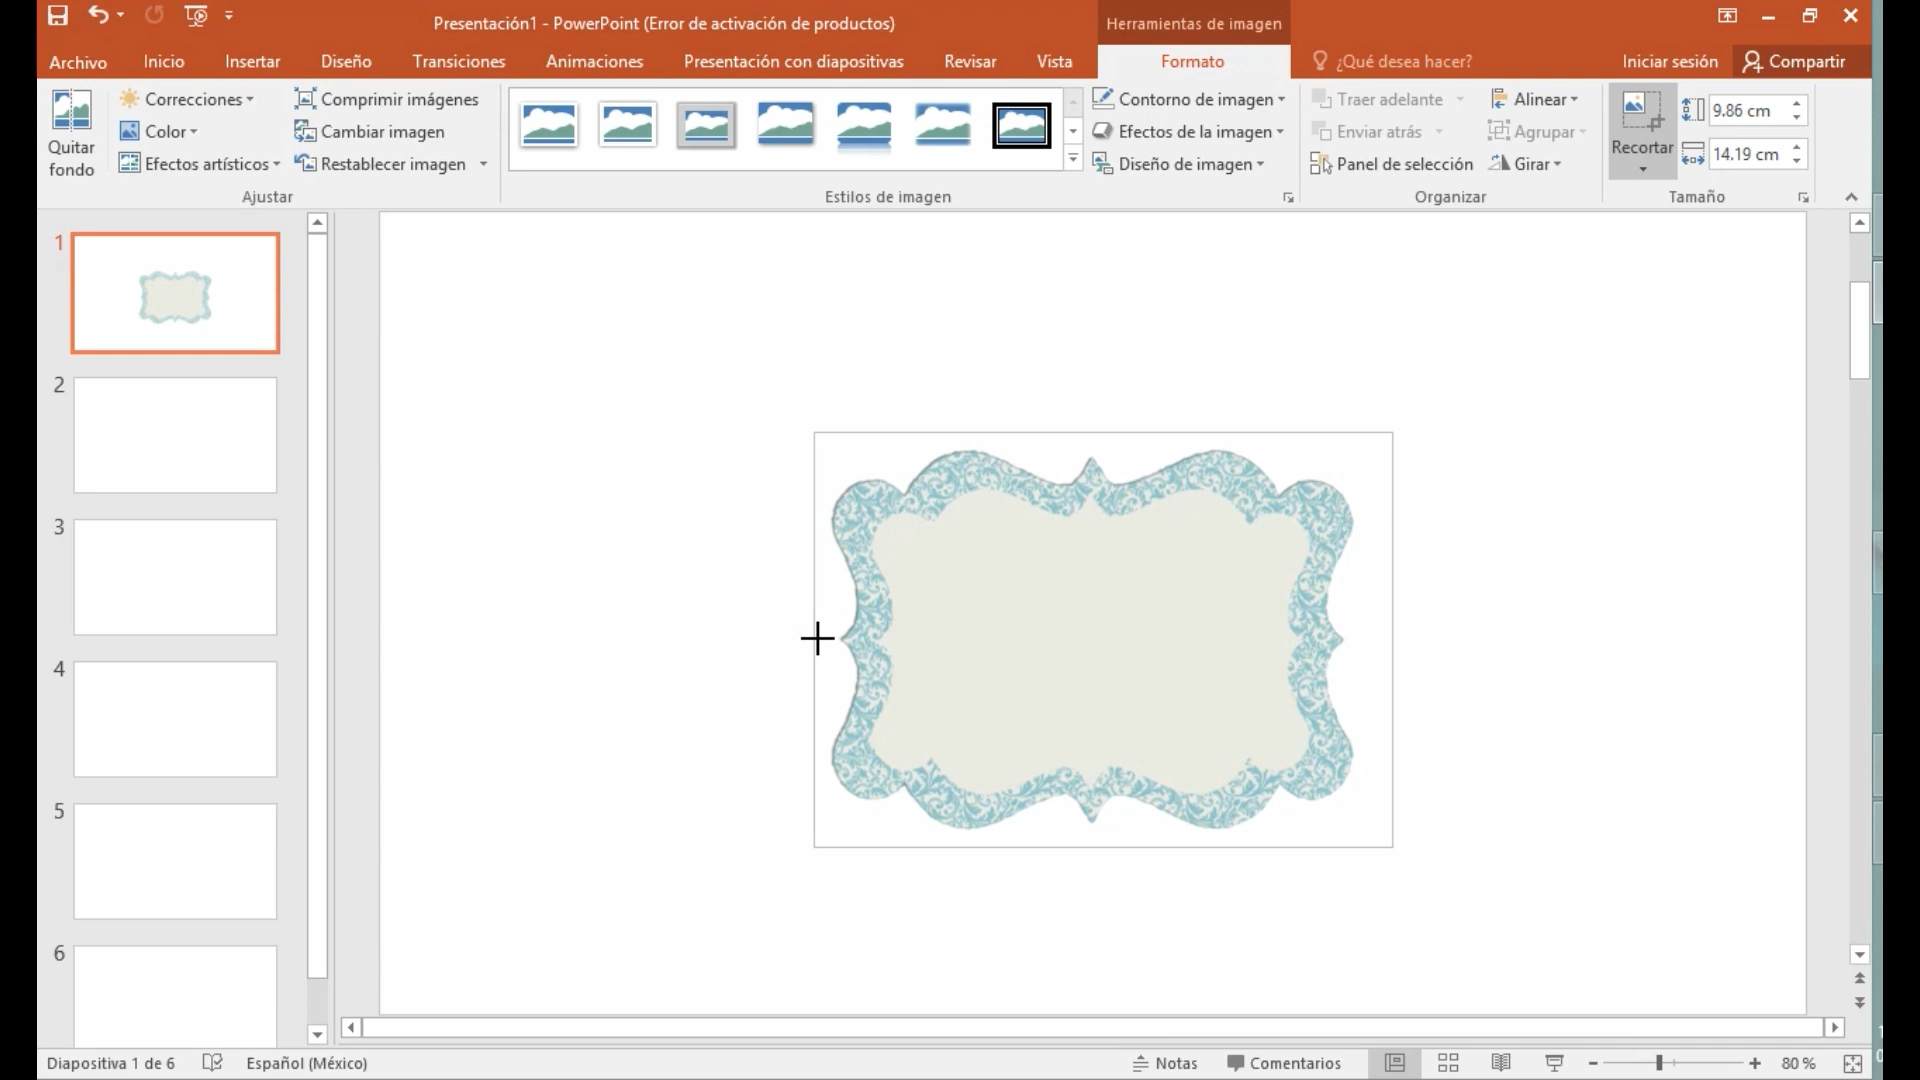 Presentación1 - PowerPoint (Error de activación de productos)
Herramientas de imagen
Archivo Inicio Insertar Diseño Transiciones Animaciones Presentación con diapositivas Revisar Vista Formato ¿Qué desea hacer? Iniciar sesión Compartir
Quitar fondo
Correcciones
Color
Efectos artísticos
Comprimir imágenes
Cambiar imagen
Restablecer imagen
Ajustar
Estilos de imagen
Contorno de imagen
Efectos de la imagen
Diseño de imagen
Traer adelante
Enviar atrás
Panel de selección
Alinear
Agrupar
Girar
Organizar
Recortar
9.86 cm
14.19 cm
Tamaño
1
2
3
4
5
6
Diapositiva 1 de 6 Español (México) Notas Comentarios 80 %